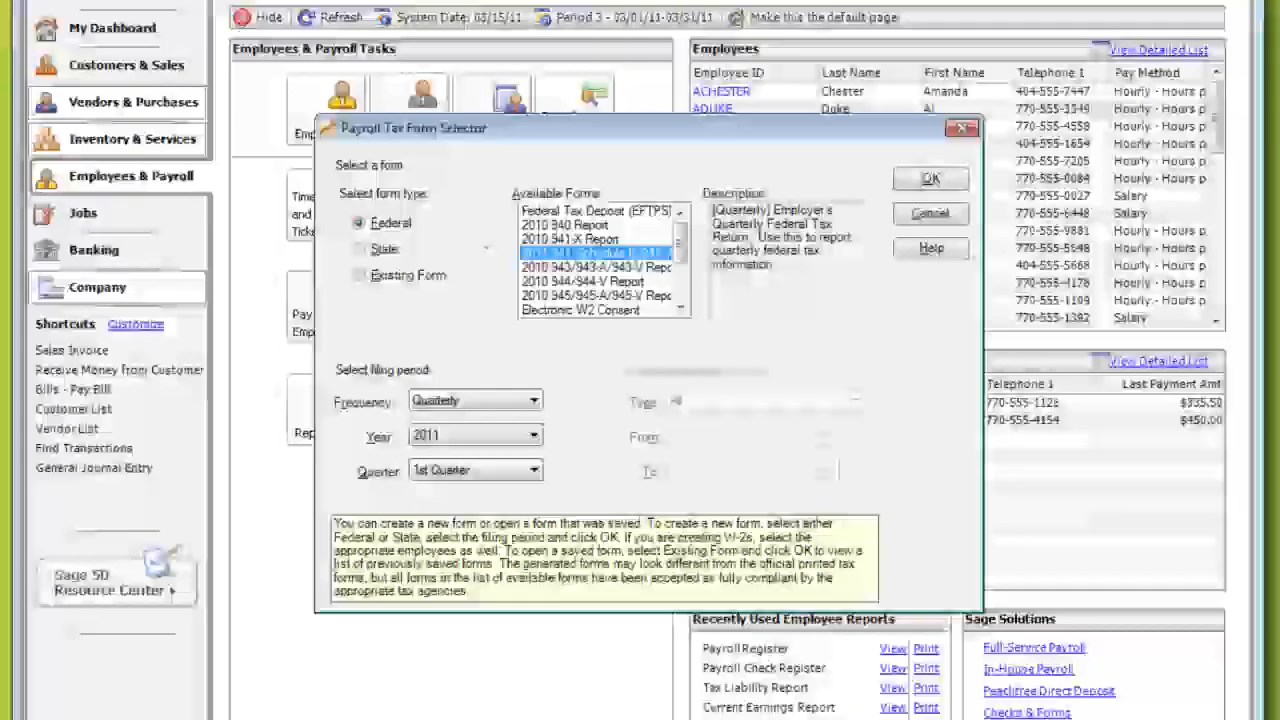 Hide Refresh System Date: 03/15/11 Period 3 - 03/01/11-03/31/11 Make this the default page
My Dashboard
Customers & Sales
Vendors & Purchases
Inventory & Services
Employees & Payroll
Jobs
Banking
Company
Shortcuts Customize
Sales Invoice
Receive Money from Customer
Bills - Pay Bill
Customer List
Vendor List
Find Transactions
General Journal Entry
Sage 50
Resource Center
Employees & Payroll Tasks
Emp
Time
and
Ticke
Pay
Emp
Rep
Employees View Detailed List
Employee ID Last Name First Name Telephone 1 Pay Method
ACHESTER Chester Amanda 404-555-7447 Hourly - Hours p
ADUKE Duke Al Hourly - Hours p
770-555-4558 Hourly - Hours p
404-555-1654 Hourly - Hours p
770-555-7205 Hourly - Hours p
Hourly - Hours p
770-555-0027 Salary
Salary
770-555-9881 Hourly - Hours p
Hourly - Hours p
404-555-5668 Hourly - Hours p
770-555-4178 Hourly - Hours p
770-555-1109 Hourly - Hours p
770-555-1392 Salary
Payroll Tax Form Selector
Select a form
Select form type:
Federal
State:
Existing Form
Available Forms
Federal Tax Deposit (EFTPS)
2010 940 Report
2010 941-X Report
2010 943/943-A/943-V Repo
2010 944/944-V Report
2010 945/945-A/945-V Repo
Electronic W2 Consent
Description
[Quarterly] Employer's
Quarterly Federal Tax
Return. Use this to report
quarterly federal tax
information.
OK
Cancel
Help
Select filing period
Frequency: Quarterly
Year 2011
Quarter 1st Quarter
Type
From:
To:
You can create a new form or open a form that was saved. To create a new form, select either
Federal or State, select the filing period and click OK. If you are creating W-2s, select the
appropriate employees as well. To open a saved form, select Existing Form and click OK to view a
list of previously saved forms. The generated forms may look different from the official printed tax
forms, but all forms in the list of available forms have been accepted as fully compliant by the
appropriate tax agencies.
View Detailed List
Telephone 1 Last Payment Amt
770-555-1128 $335.50
770-555-4154 $450.00
Recently Used Employee Reports
Payroll Register View Print
Payroll Check Register View Print
Tax Liability Report View Print
Current Earnings Report View Print
Sage Solutions
Full-Service Payroll
In-House Payroll
Peachtree Direct Deposit
Checks & Forms